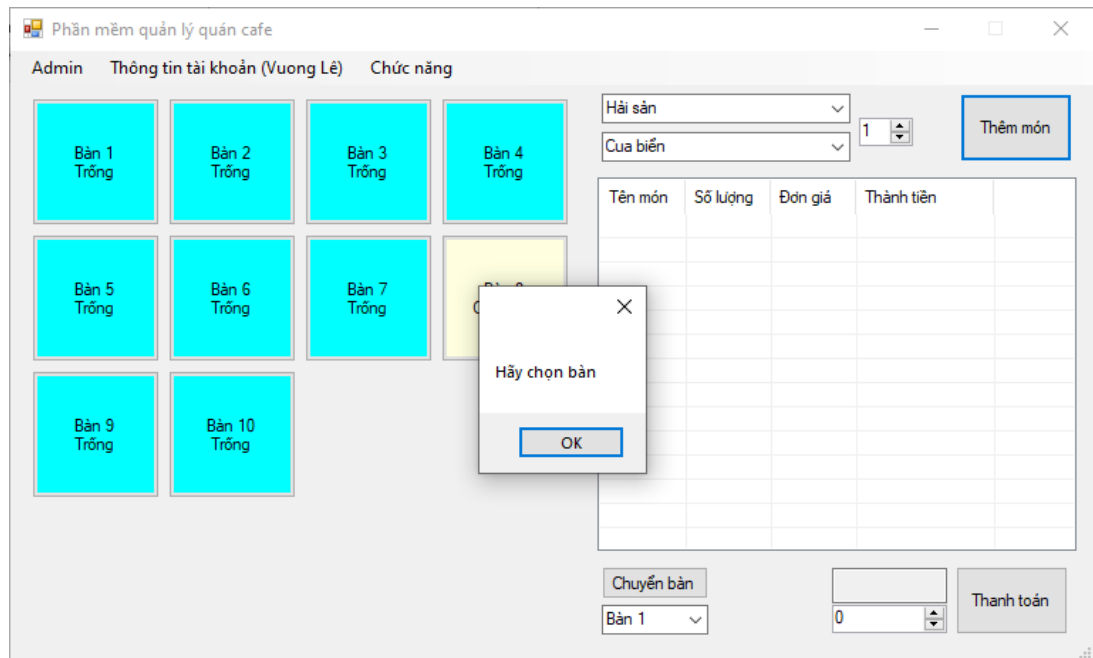 Phần mềm quản lý quán cafe
Admin Thông tin tài khoản (Vuong Lê) Chức năng
Bàn 1
Trống
Bàn 2
Trống
Bàn 3
Trống
Bàn 4
Trống
Bàn 5
Trống
Bàn 6
Trống
Bàn 7
Trống
Bàn 9
Trống
Bàn 10
Trống
Hải sản
Cua biển
1
Thêm món
Tên món Số lượng Đơn giá Thành tiền
Hãy chọn bàn
OK
Chuyển bàn
Bàn 1
0
Thanh toán